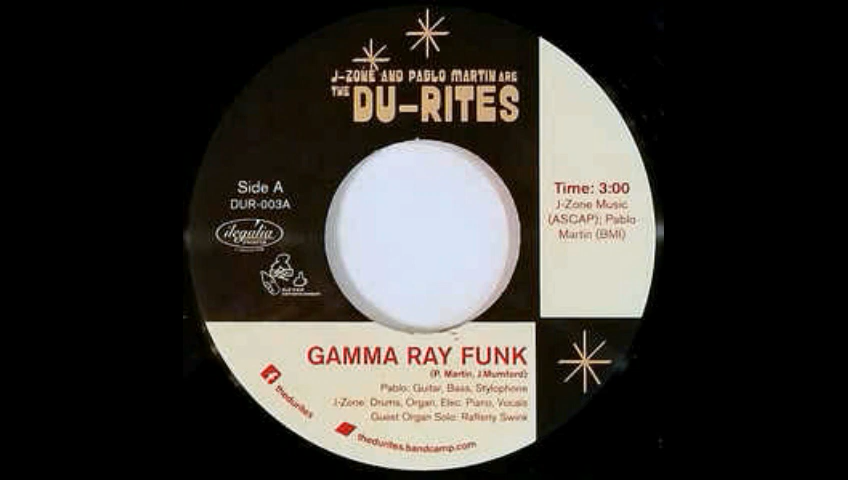 J-ZONE AND PABLO MARTIN ARE
THE DU-RITES
Side A
DUR-003A
ilegalia
Time: 3:00
J-Zone Music
(ASCAP); Pablo
Martin (BMI)
GAMMA RAY FUNK
(P. Martin, J.Mumford)
Pablo: Guitar, Bass, Stylophone
J-Zone: Drums, Organ, Elec. Piano, Vocals
Guest Organ Solo: Rafferty Swink
thedurites
thedurites.bandcamp.com